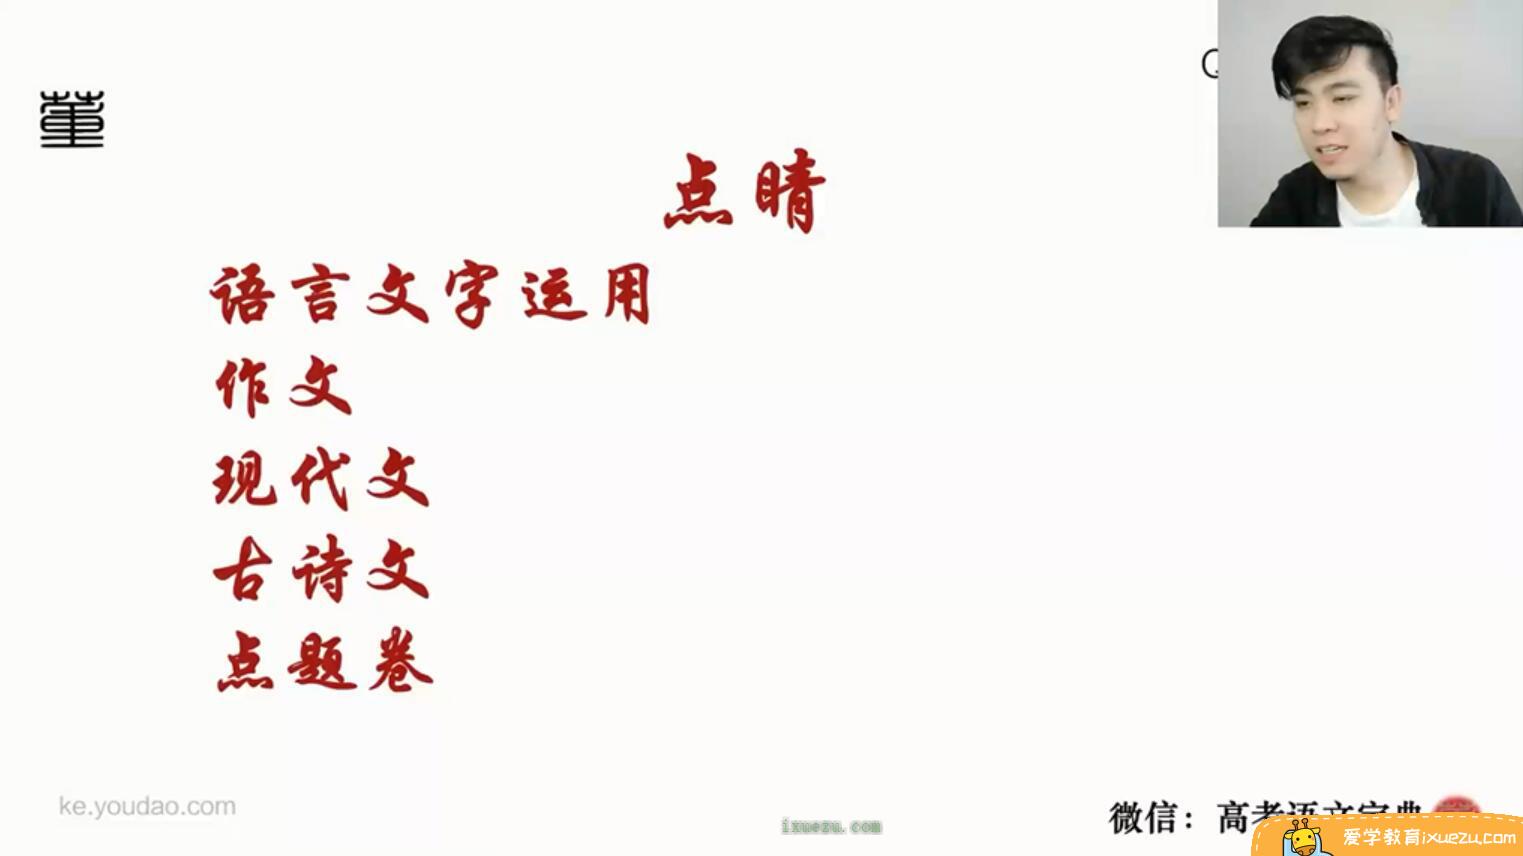 董
点睛
语言文字运用
作文
现代文
古诗文
点题卷
ke.youdao.com
ixuezu.com
微信：高考语文字典
爱学教育ixuezu.com